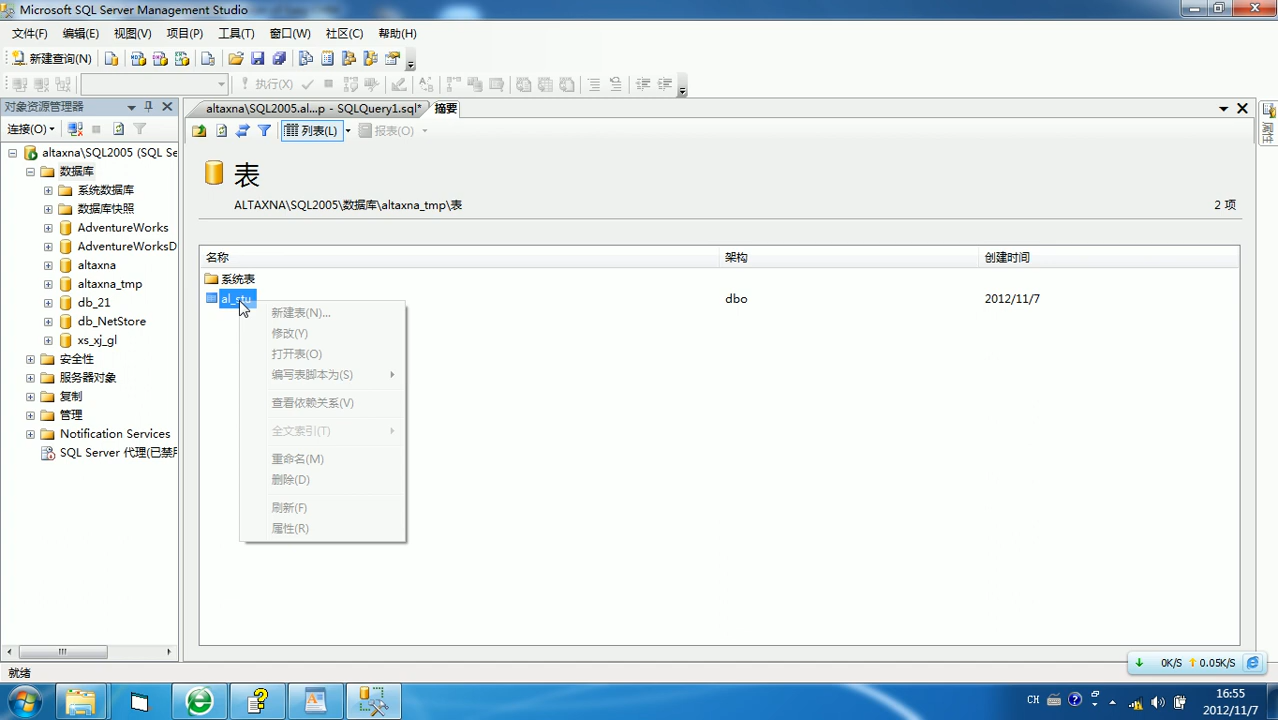 Microsoft SQL Server Management Studio
文件(F) 编辑(E) 视图(V) 项目(P) 工具(T) 窗口(W) 社区(C) 帮助(H)
新建查询(N)
执行(X)
对象资源管理器
altaxna\SQL2005.al...p - SQLQuery1.sql* 摘要
连接(O)
列表(L) 报表(O)
属性
altaxna\SQL2005 (SQL Se
数据库
系统数据库
数据库快照
AdventureWorks
AdventureWorksD
altaxna
altaxna_tmp
db_21
db_NetStore
xs_xj_gl
安全性
服务器对象
复制
管理
Notification Services
SQL Server 代理(已禁用
表
ALTAXNA\SQL2005\数据库\altaxna_tmp\表 2 项
名称 架构 创建时间
系统表
al_stu dbo 2012/11/7
新建表(N)...
修改(Y)
打开表(O)
编写表脚本为(S)
查看依赖关系(V)
全文索引(T)
重命名(M)
删除(D)
刷新(F)
属性(R)
0K/S 0.05K/S
就绪
CH 16:55
2012/11/7